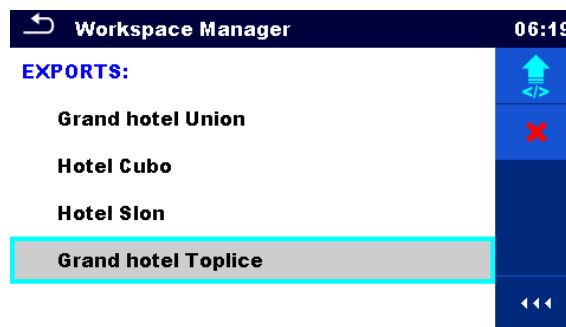 Workspace Manager 06:19
EXPORTS:
</>
Grand hotel Union
Hotel Cubo
Hotel Slon
Grand hotel Toplice